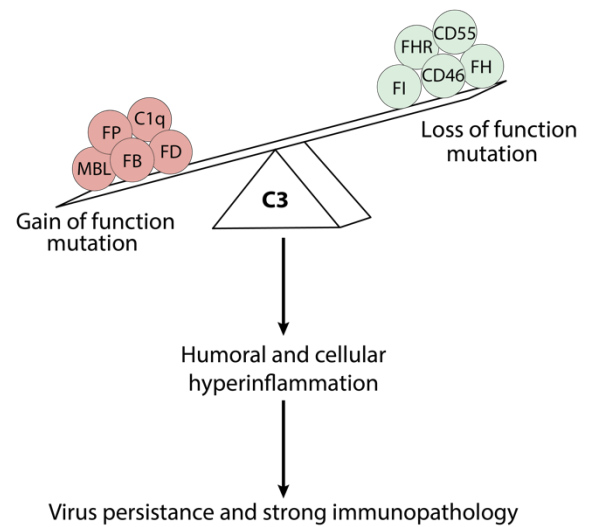 CD55
FHR
FH
CD46
FI
C1q
FP
FD
FB
MBL
Loss of function
mutation
Gain of function
mutation
C3
Humoral and cellular
hyperinflammation
Virus persistance and strong immunopathology